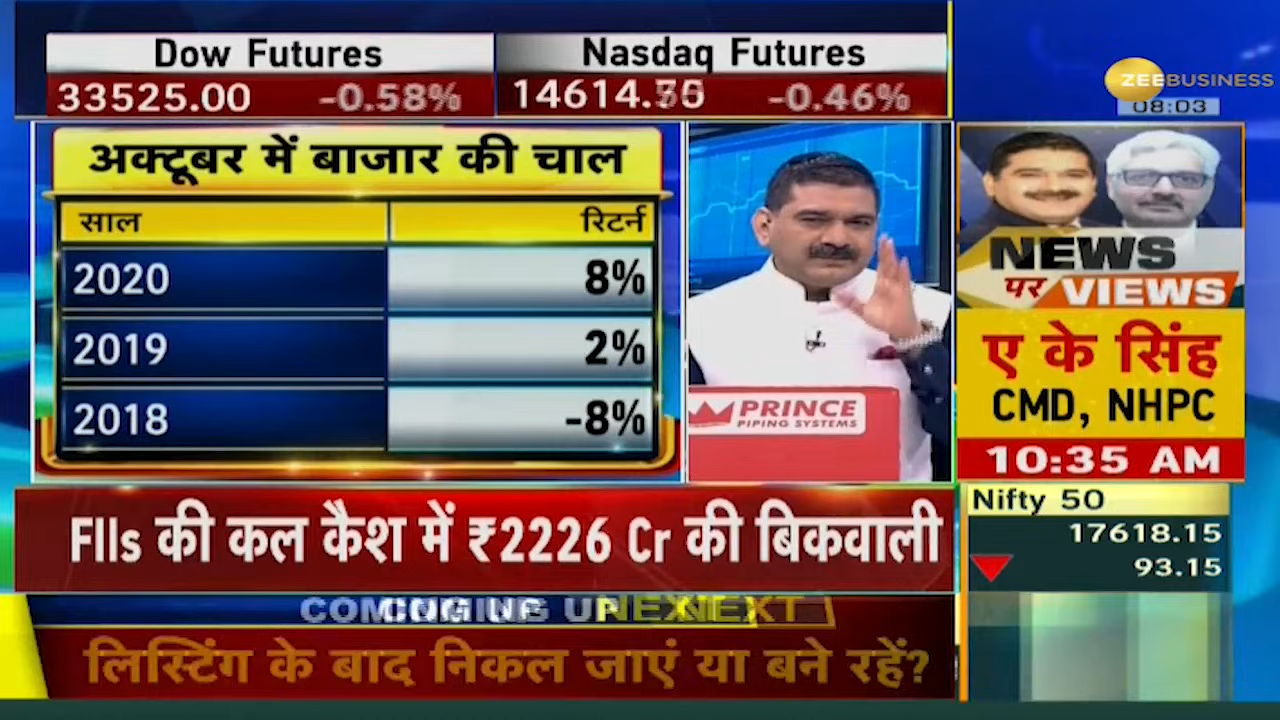 Dow Futures
33525.00 -0.58%
Nasdaq Futures
-0.46%
ZEEBUSINESS
08:03
अक्टूबर में बाजार की चाल
साल रिटर्न
2020 8%
2019 2%
2018 -8%
PRINCE
PIPING SYSTEMS
NEWS
पर VIEWS
ए के सिंह
CMD, NHPC
10:35 AM
FIIs की कल कैश में ₹2226 Cr की बिकवाली
Nifty 50
17618.15
93.15
लिस्टिंग के बाद निकल जाएं या बने रहें?